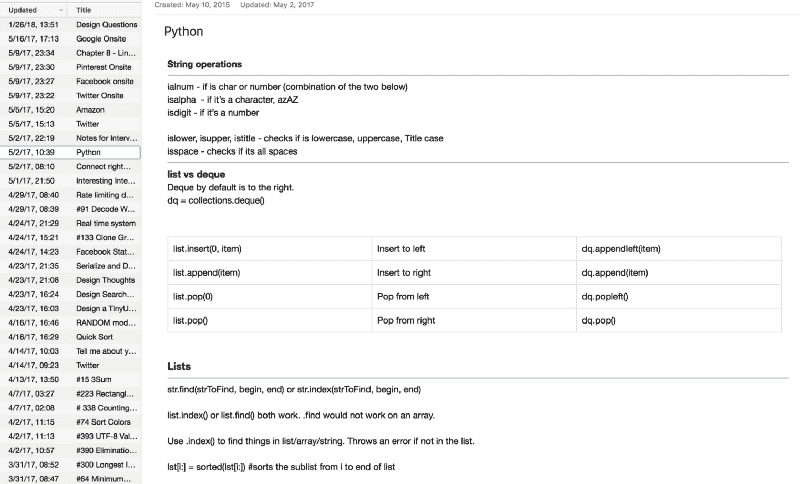 Created: May 10, 2015 Updated: May 2, 2017
Updated Title
1/26/18, 13:51 Design Questions
5/16/17, 17:13 Google Onsite
5/9/17, 23:34 Chapter 8 - Lin...
5/9/17, 23:30 Pinterest Onsite
5/9/17, 23:27 Facebook onsite
5/9/17, 23:22 Twitter Onsite
5/5/17, 15:20 Amazon
5/5/17, 15:13 Twitter
5/2/17, 22:19 Notes for Interv...
5/2/17, 10:39 Python
5/2/17, 08:10 Connect right...
5/1/17, 21:50 Interesting Inte...
4/29/17, 08:40 Rate limiting d...
4/29/17, 08:39 #91 Decode W...
4/24/17, 21:29 Real time system
4/24/17, 15:21 #133 Clone Gr...
4/24/17, 14:23 Facebook Stat...
4/23/17, 21:35 Serialize and D...
4/23/17, 21:08 Design Thoughts
4/23/17, 16:24 Design Search...
4/23/17, 16:03 Design a TinyU...
4/16/17, 16:46 RANDOM mod...
4/16/17, 16:29 Quick Sort
4/14/17, 10:03 Tell me about y...
4/14/17, 09:23 Twitter
4/13/17, 13:50 #15 3Sum
4/7/17, 03:27 #223 Rectangl...
4/7/17, 02:08 # 338 Counting...
4/2/17, 11:15 #74 Sort Colors
4/2/17, 11:13 #393 UTF-8 Val...
4/2/17, 10:57 #390 Eliminatio...
3/31/17, 08:52 #300 Longest I...
3/31/17, 08:47 #64 Minimum...
Python
String operations
ialnum - if is char or number (combination of the two below)
isalpha - if it's a character, azAZ
isdigit - if it's a number
islower, isupper, istitle - checks if is lowercase, uppercase, Title case
isspace - checks if its all spaces
list vs deque
Deque by default is to the right.
dq = collections.deque()
list.insert(0, item) Insert to left dq.appendleft(item)
list.append(item) Insert to right dq.append(item)
list.pop(0) Pop from left dq.popleft()
list.pop() Pop from right dq.pop()
Lists
str.find(strToFind, begin, end) or str.index(strToFind, begin, end)
list.index() or list.find() both work. .find would not work on an array.
Use .index() to find things in list/array/string. Throws an error if not in the list.
lst[i:] = sorted(lst[i:]) #sorts the sublist from i to end of list